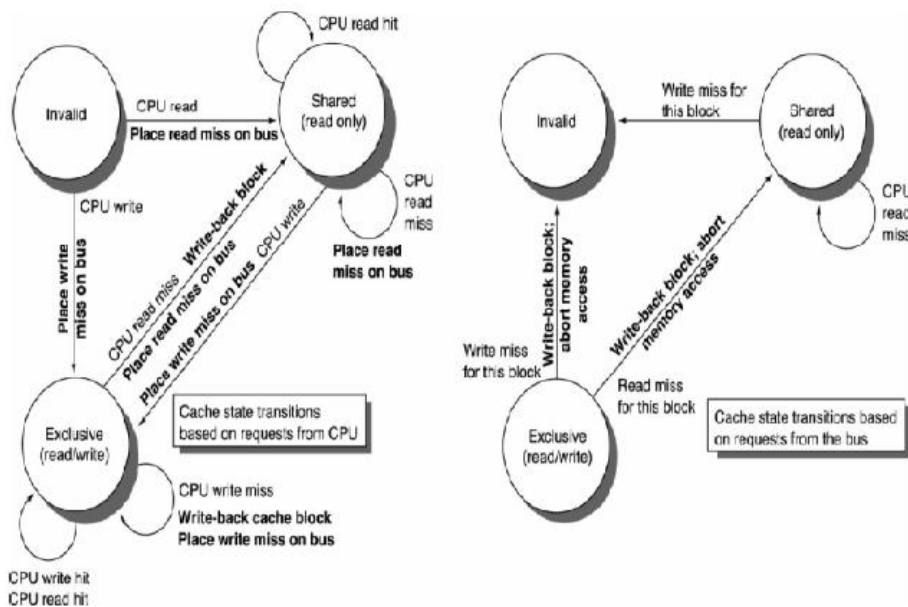 CPU read hit
Invalid
CPU read
Place read miss on bus
Shared
(read only)
CPU write
Place write
miss on bus
CPU read miss
Write-back block
Place read miss on bus
Place write miss on bus
CPU write
CPU
read
miss
Place read
miss on bus
Exclusive
(read/write)
Cache state transitions
based on requests from CPU
CPU write miss
Write-back cache block
Place write miss on bus
CPU write hit
CPU read hit
Invalid
Write miss for
this block
Shared
(read only)
CPU
read
miss
Write-back block;
abort memory
access
Write-back block; abort
memory access
Write miss
for this block
Read miss
for this block
Exclusive
(read/write)
Cache state transitions based
on requests from the bus